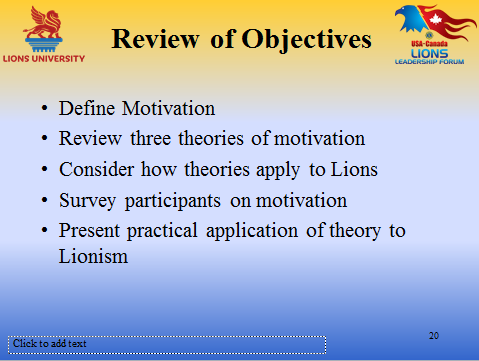 LIONS UNIVERSITY
Review of Objectives
USA-Canada
LIONS
LEADERSHIP FORUM
• Define Motivation
• Review three theories of motivation
• Consider how theories apply to Lions
• Survey participants on motivation
• Present practical application of theory to
Lionism
Click to add text
20